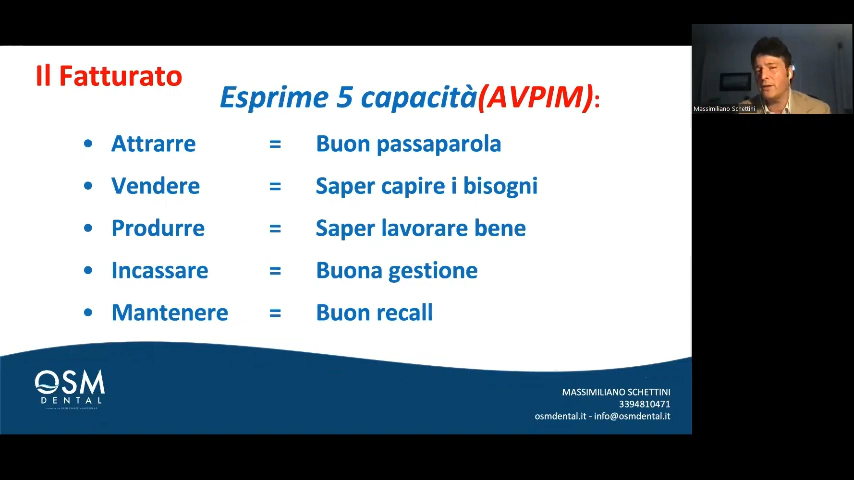 Il Fatturato
Esprime 5 capacità(AVPIM):
• Attrarre = Buon passaparola
• Vendere = Saper capire i bisogni
• Produrre = Saper lavorare bene
• Incassare = Buona gestione
• Mantenere = Buon recall
OSM
DENTAL
MASSIMILIANO SCHETTINI
3394810471
osmdental.it - info@osmdental.it
Massimiliano Schettini